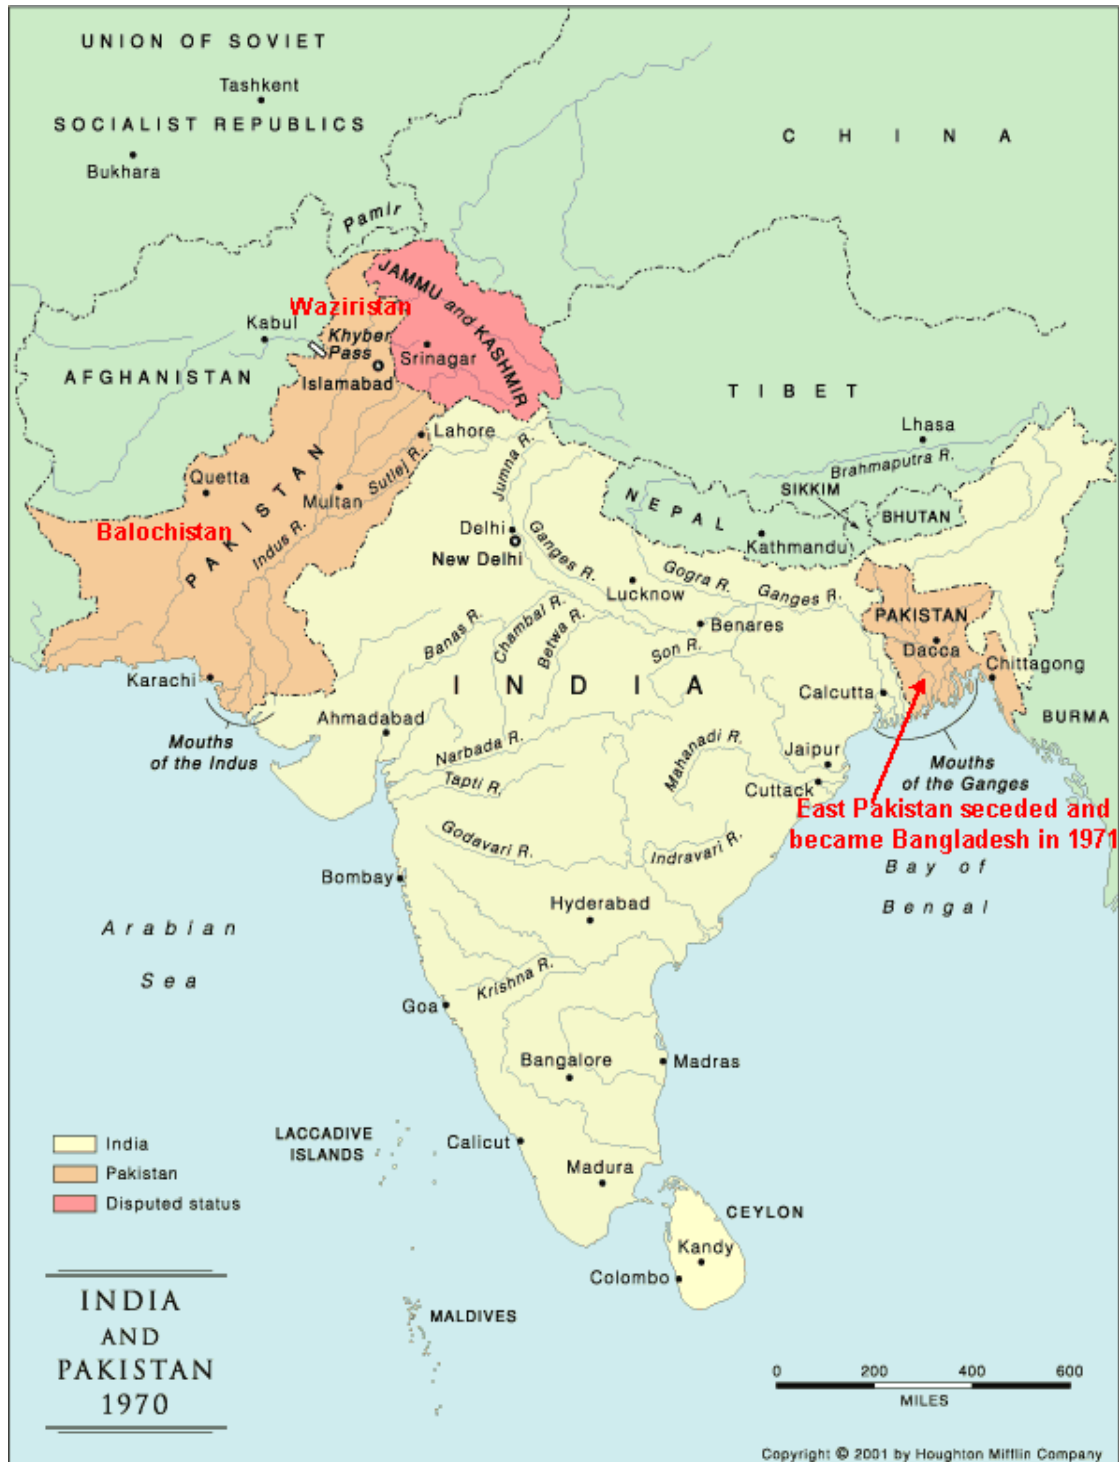 UNION OF SOVIET
Tashkent
SOCIALIST REPUBLICS
Bukhara
CHINA
Pamir
JAMMU and KASHMIR
Waziristan
Kabul
Khyber
Pass
Srinagar
Islamabad
AFGHANISTAN
TIBET
Lhasa
Brahmaputra R.
Lahore
Jumna R.
Sutlej R.
Quetta
Multan
PAKISTAN
Indus R.
Balochistan
SIKKIM
NEPAL
BHUTAN
Kathmandu
Delhi
New Delhi
Ganges R.
Gogra R.
Ganges R.
Lucknow
Benares
PAKISTAN
Dacca
Chittagong
Banas R.
Chambal R.
Betwa R.
Son R.
Karachi
INDIA
Calcutta
BURMA
Ahmadabad
Mouths
of the Indus
Narbada R.
Tapti R.
Mahanadi R.
Jaipur
Cuttack
Mouths
of the Ganges
East Pakistan seceded and
became Bangladesh in 1971
Godavari R.
Indravari R.
Bay of
Bengal
Bombay
Hyderabad
Arabian
Sea
Krishna R.
Goa
Bangalore
Madras
LACCADIVE
ISLANDS
Calicut
Madura
India
Pakistan
Disputed status
CEYLON
Kandy
Colombo
MALDIVES
INDIA
AND
PAKISTAN
1970
0 200 400 600
MILES
Copyright © 2001 by Houghton Mifflin Company